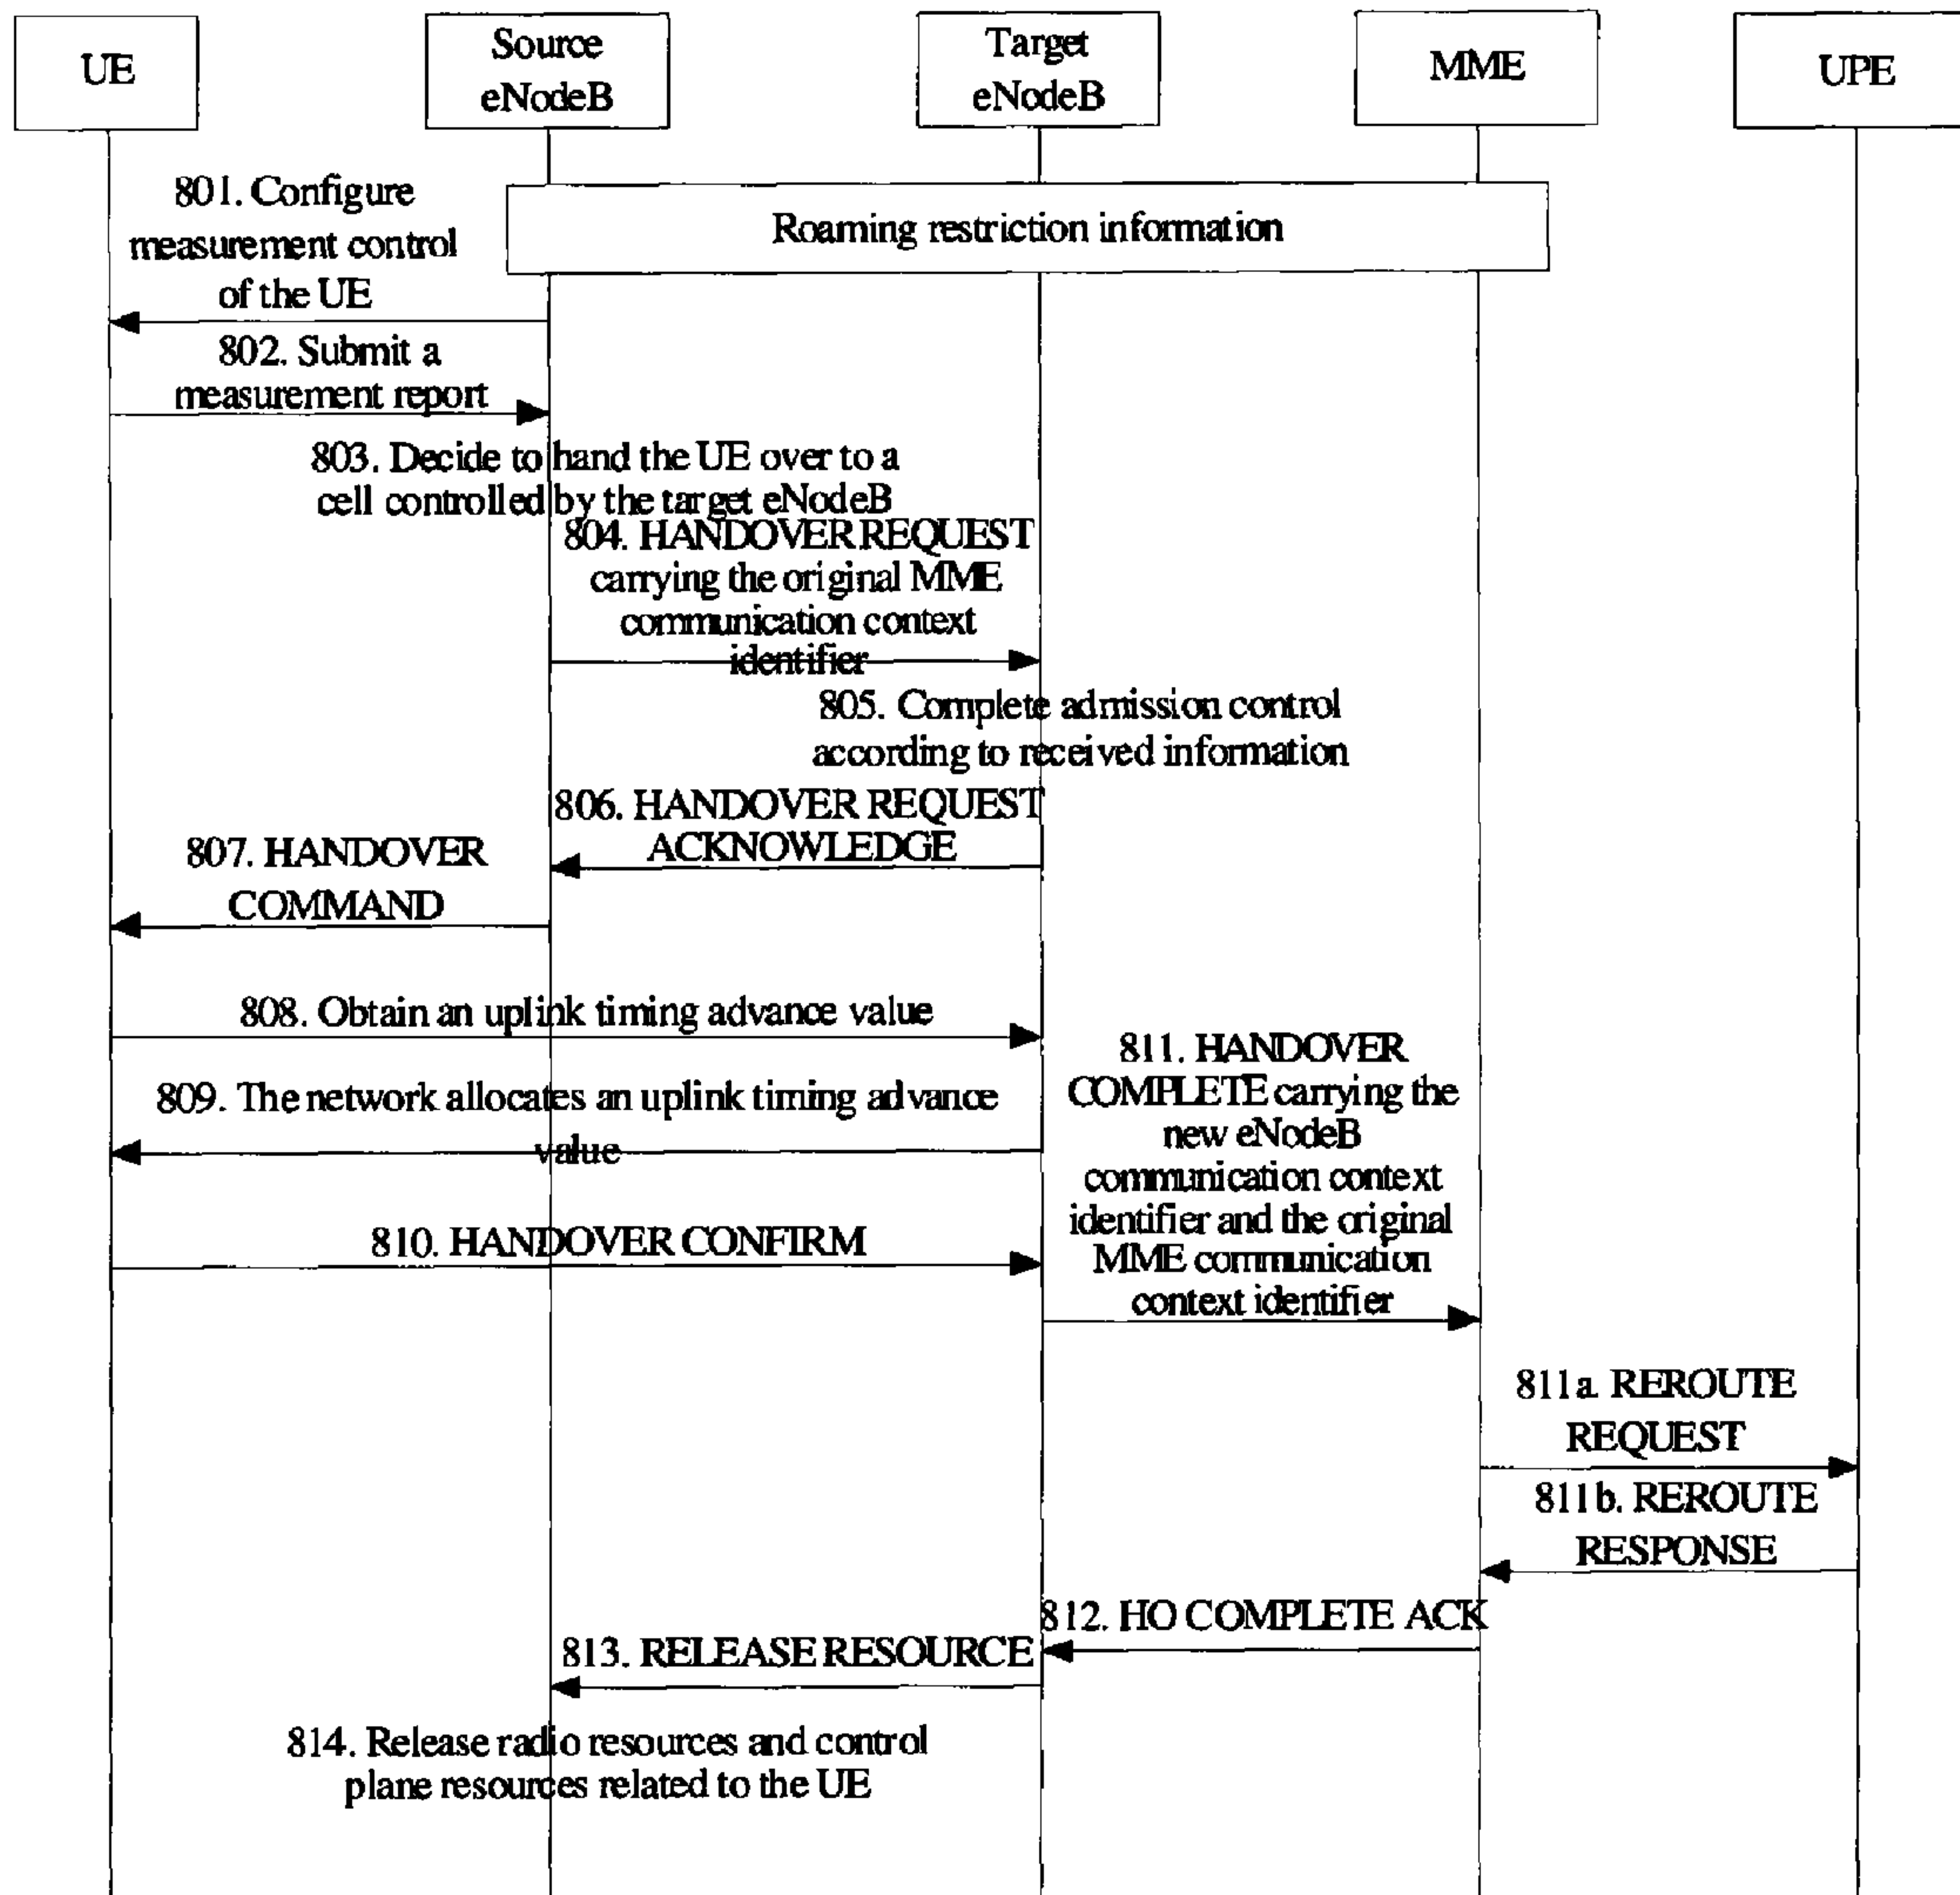 UE
Source
eNodeB
Target
eNodeB
MME
UPE
801. Configure
measurement control
of the UE
Roaming restriction information
802. Submit a
measurement report
803. Decide to hand the UE over to a
cell controlled by the target eNodeB
804. HANDOVER REQUEST
carrying the original MME
communication context
identifier
805. Complete admission control
according to received information
806. HANDOVER REQUEST
ACKNOWLEDGE
807. HANDOVER
COMMAND
808. Obtain an uplink timing advance value
809. The network allocates an uplink timing advance
value
810. HANDOVER CONFIRM
811. HANDOVER
COMPLETE carrying the
new eNodeB
communication context
identifier and the original
MME communication
context identifier
811a REROUTE
REQUEST
811b. REROUTE
RESPONSE
812. HO COMPLETE ACK
813. RELEASE RESOURCE
814. Release radio resources and control
plane resources related to the UE